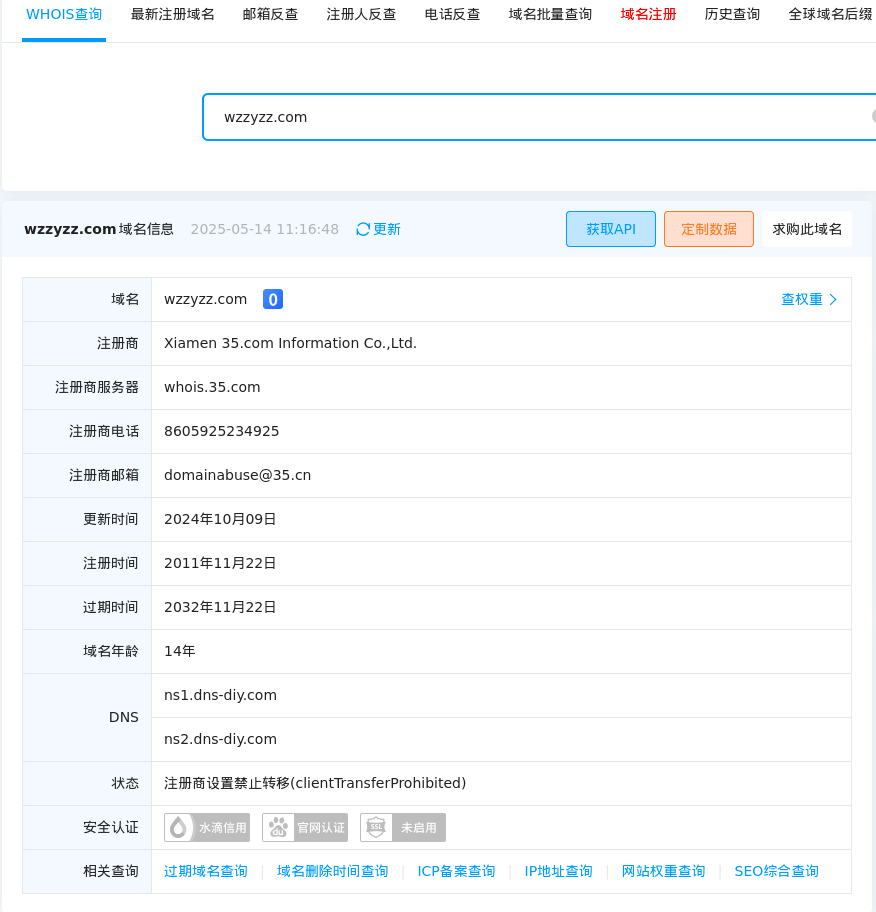 WHOIS查询 最新注册域名 邮箱反查 注册人反查 电话反查 域名批量查询 域名注册 历史查询 全球域名后缀
wzzyzz.com
wzzyzz.com 域名信息 2025-05-14 11:16:48 更新 获取API 定制数据 求购此域名
域名 wzzyzz.com 0 查权重
注册商 Xiamen 35.com Information Co.,Ltd.
注册商服务器 whois.35.com
注册商电话 8605925234925
注册商邮箱 domainabuse@35.cn
更新时间 2024年10月09日
注册时间 2011年11月22日
过期时间 2032年11月22日
域名年龄 14年
DNS ns1.dns-diy.com
ns2.dns-diy.com
状态 注册商设置禁止转移(clientTransferProhibited)
安全认证 水滴信用 du 官网认证 SSL 未启用
相关查询 过期域名查询 域名删除时间查询 ICP备案查询 IP地址查询 网站权重查询 SEO综合查询